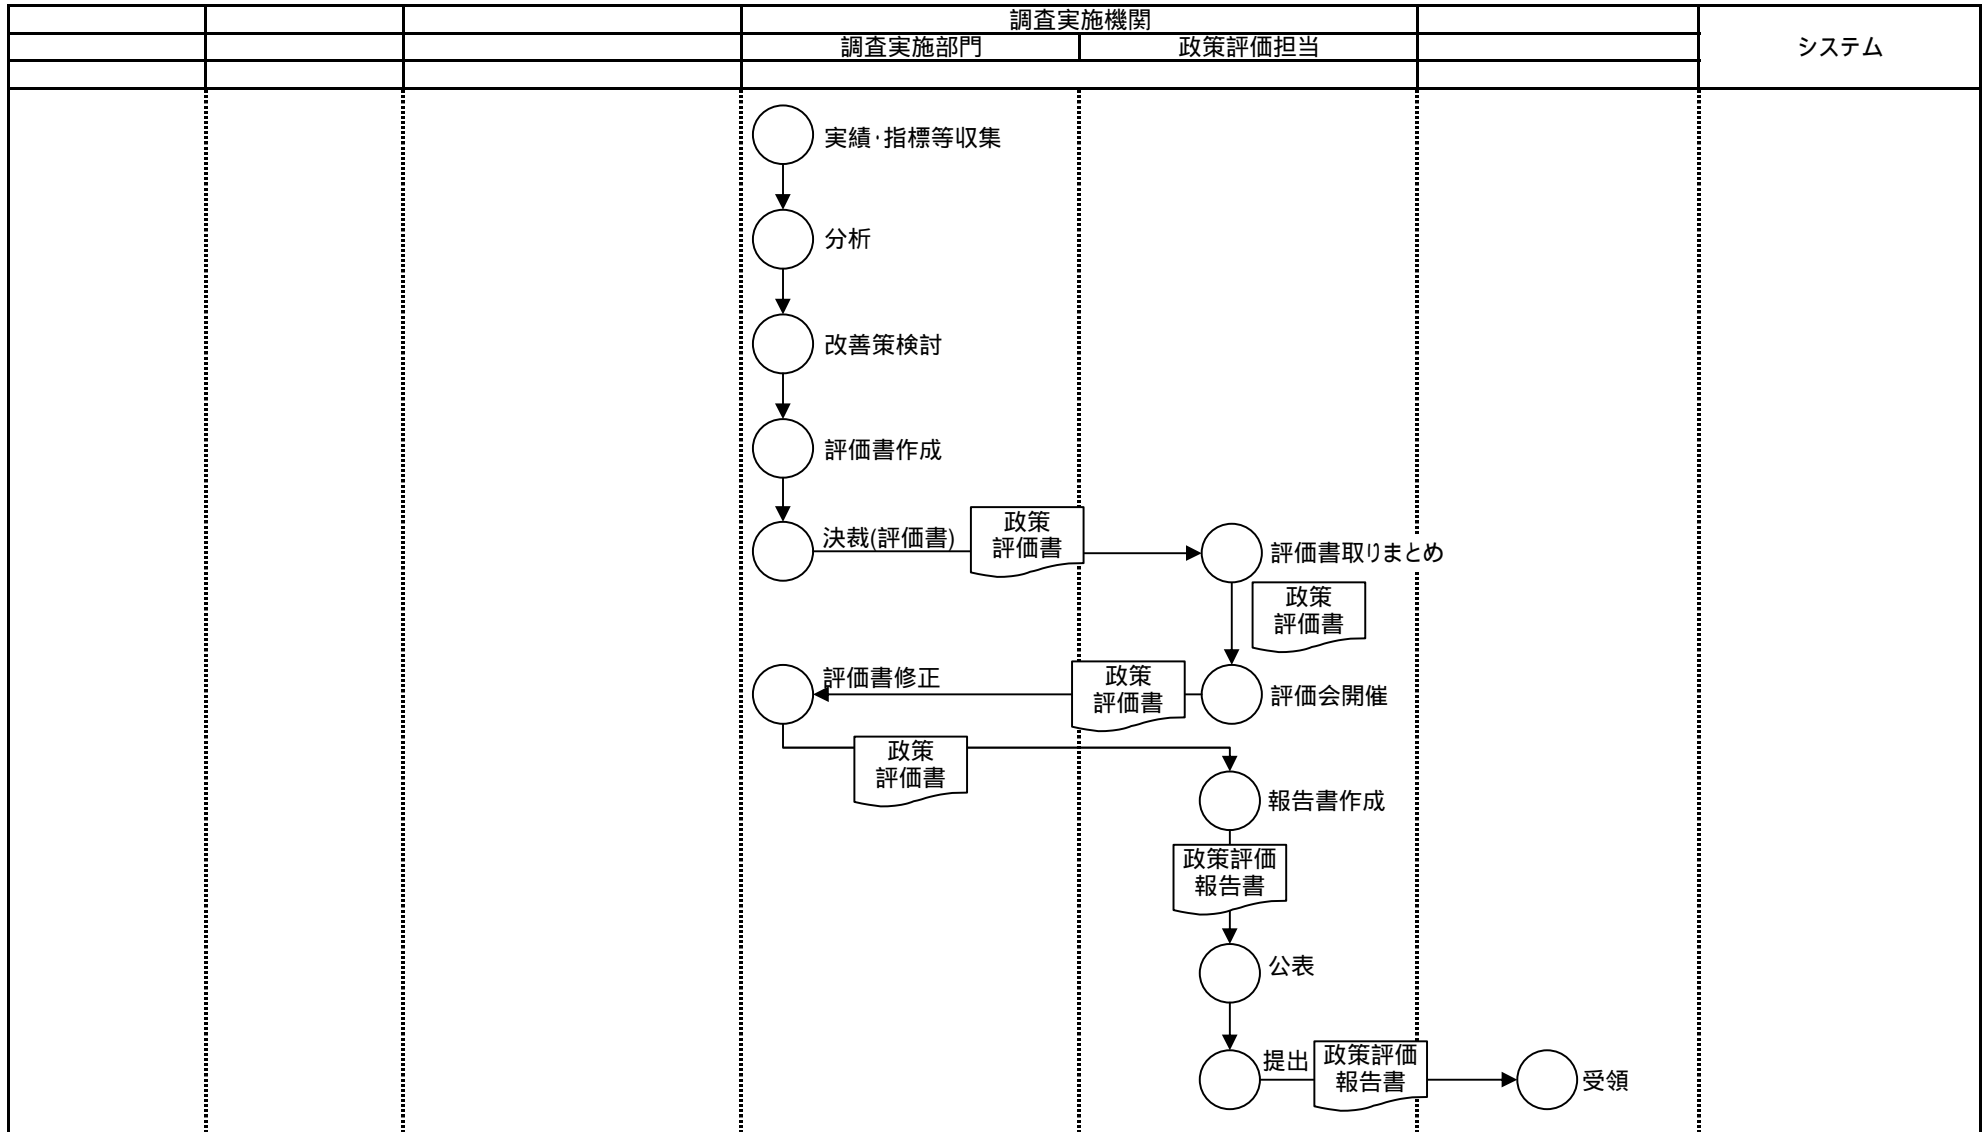 調査実施機関
調査実施部門
政策評価担当
システム
実績・指標等収集
分析
改善策検討
評価書作成
決裁(評価書)
政策
評価書
評価書取りまとめ
政策
評価書
評価書修正
政策
評価書
評価会開催
政策
評価書
報告書作成
政策評価
報告書
公表
提出
政策評価
報告書
受領